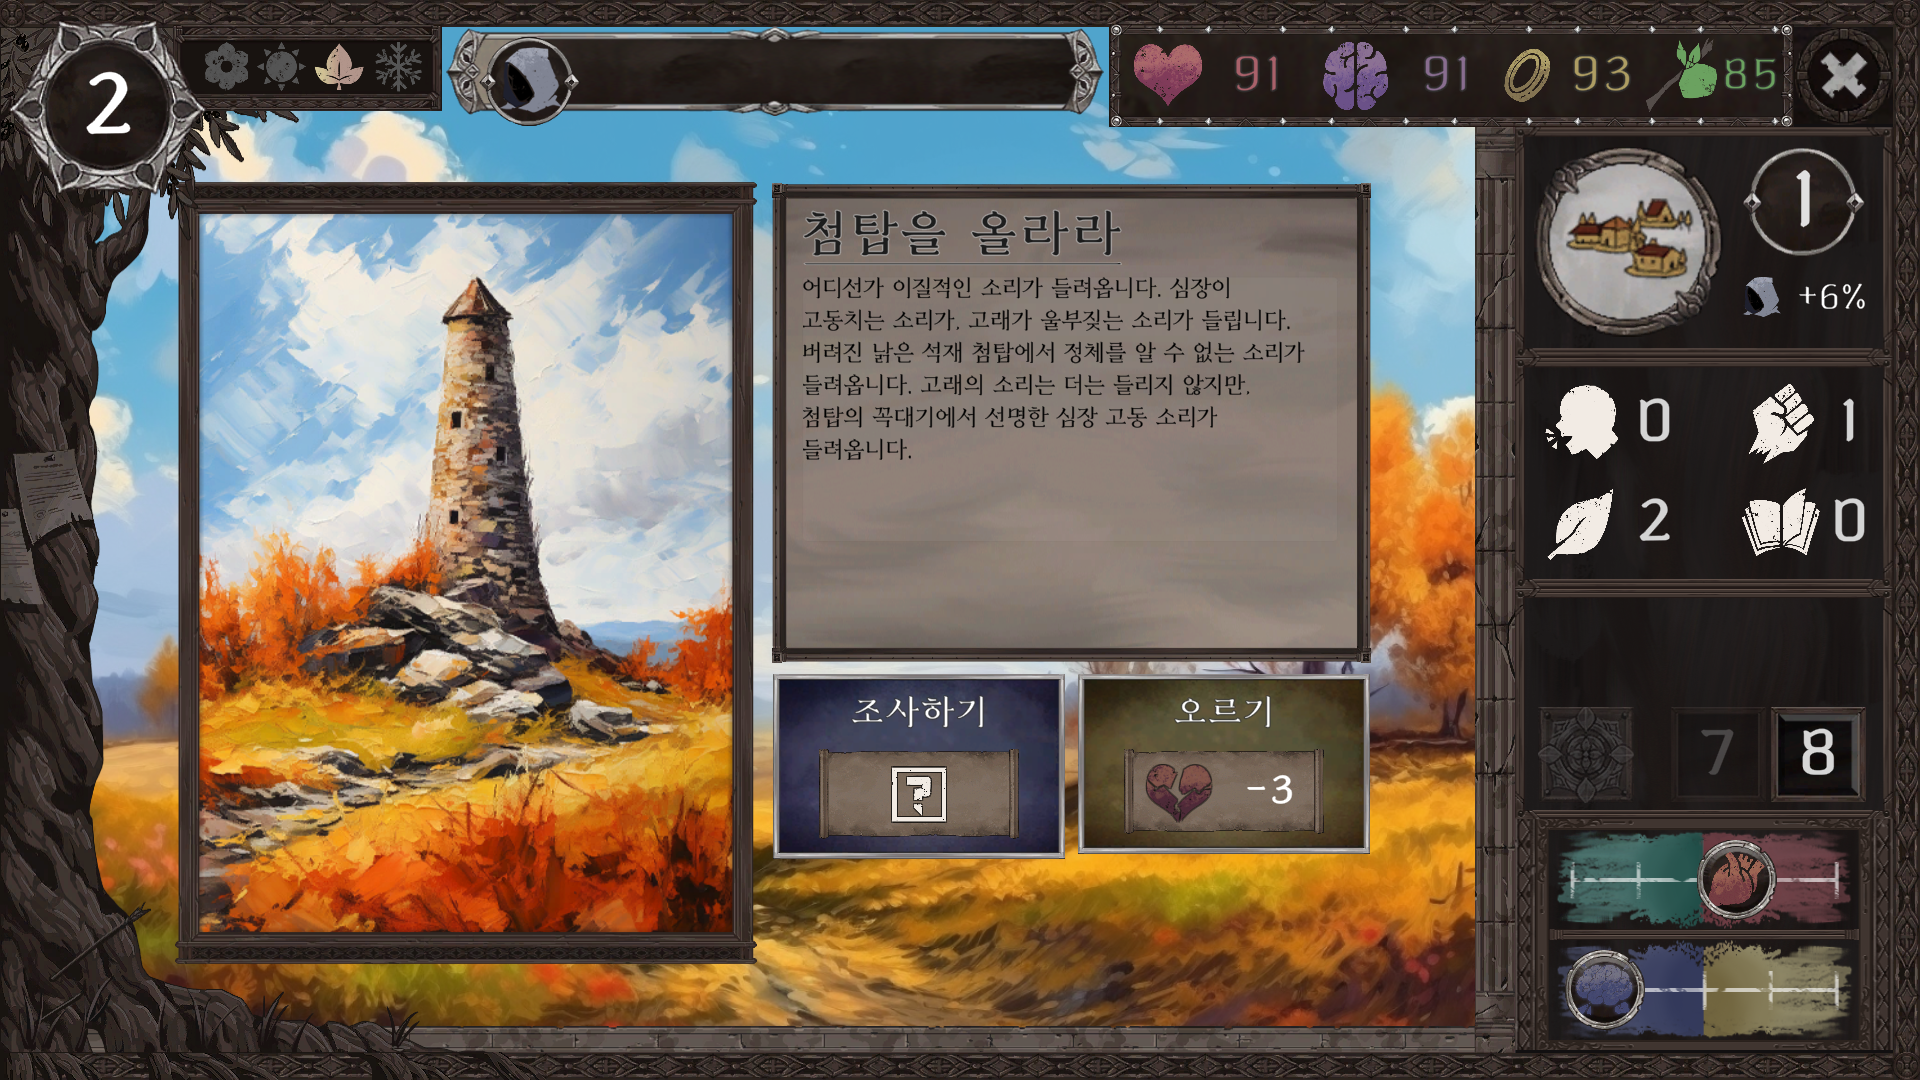 2
91
91
93
85
1
+6%
첨탑을 올라라
어디선가 이질적인 소리가 들려옵니다. 심장이
고동치는 소리가, 고래가 울부짖는 소리가 들립니다.
버려진 낡은 석재 첨탑에서 정체를 알 수 없는 소리가
들려옵니다. 고래의 소리는 더는 들리지 않지만,
첨탑의 꼭대기에서 선명한 심장 고동 소리가
들려옵니다.
0
1
2
0
조사하기
?
오르기
-3
7
8